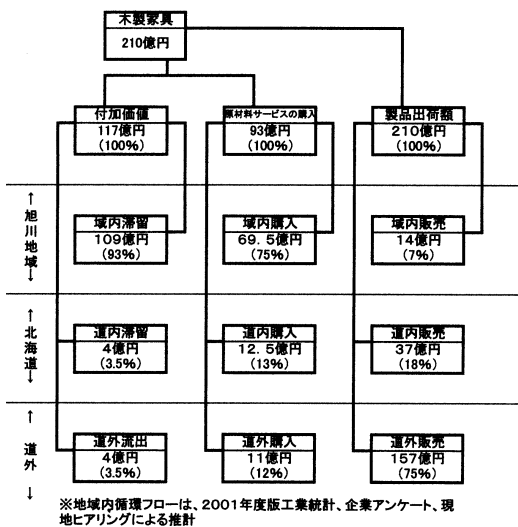 木製家具
210億円
付加価値
117億円
(100%)
原材料サービスの購入
93億円
(100%)
製品出荷額
210億円
(100%)
↑旭川地域↓
域内滞留
109億円
(93%)
域内購入
69.5億円
(75%)
域内販売
14億円
(7%)
↑北海道↓
道内滞留
4億円
(3.5%)
道内購入
12.5億円
(13%)
道内販売
37億円
(18%)
↑道外↓
道外流出
4億円
(3.5%)
道外購入
11億円
(12%)
道外販売
157億円
(75%)
※地域内循環フローは、2001年度版工業統計、企業アンケート、現
地ヒアリングによる推計